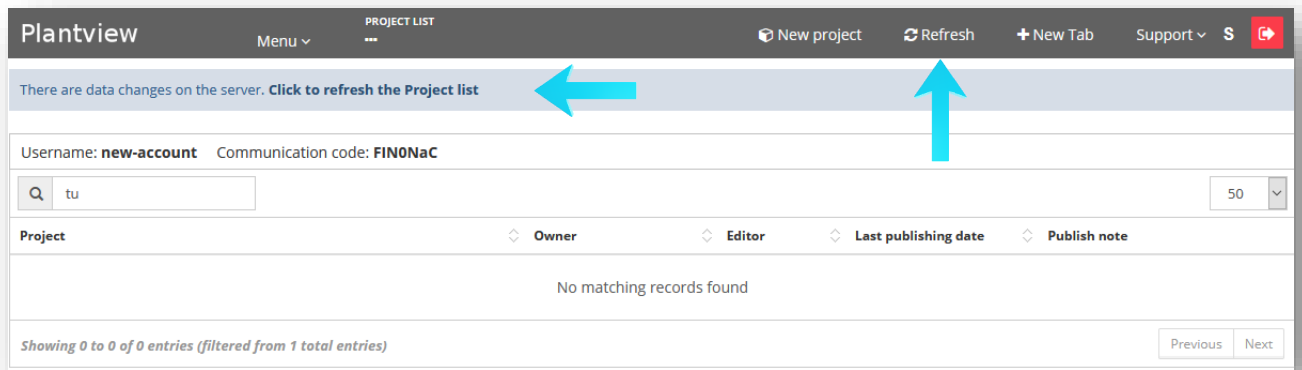 PROJECT LIST
Plantview Menu --- New project Refresh New Tab Support S
There are data changes on the server. Click to refresh the Project list
Username: new-account Communication code: FIN0NaC
tu 50
Project Owner Editor Last publishing date Publish note
No matching records found
Showing 0 to 0 of 0 entries (filtered from 1 total entries) Previous Next